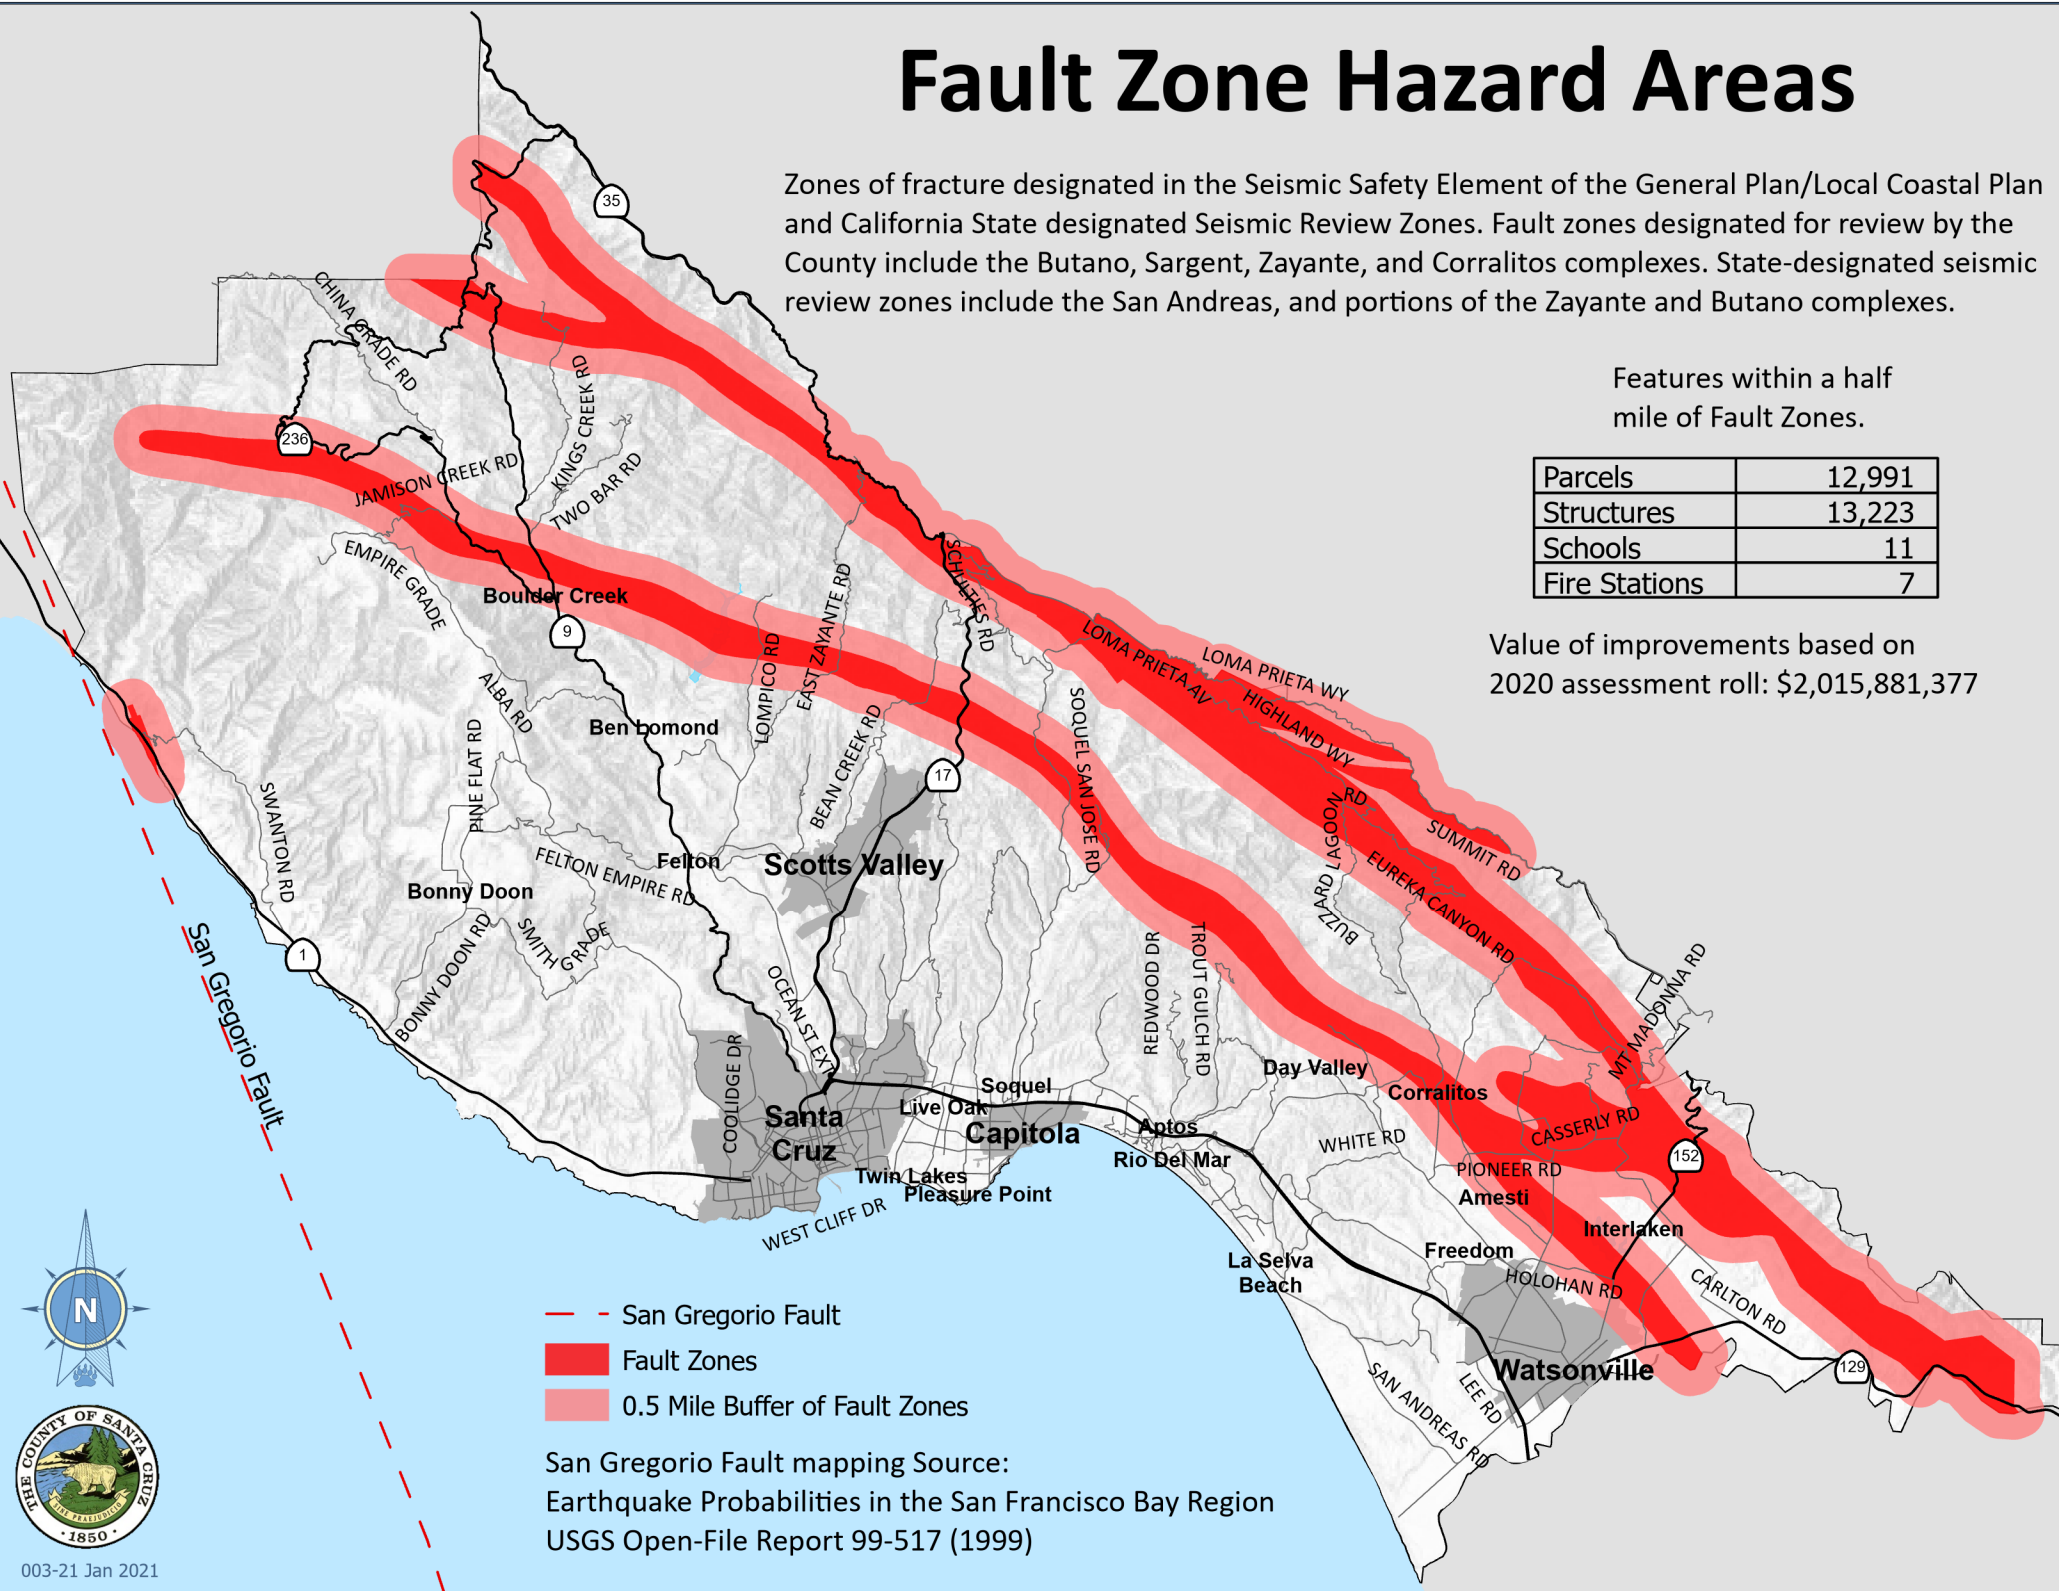 Fault Zone Hazard Areas
Zones of fracture designated in the Seismic Safety Element of the General Plan/Local Coastal Plan
and California State designated Seismic Review Zones. Fault zones designated for review by the
County include the Butano, Sargent, Zayante, and Corralitos complexes. State-designated seismic
review zones include the San Andreas, and portions of the Zayante and Butano complexes.
Features within a half
mile of Fault Zones.
Parcels 12,991
Structures 13,223
Schools 11
Fire Stations 7
Value of improvements based on
2020 assessment roll: $2,015,881,377
35
CHINA GRADE RD
KINGS CREEK RD
236
JAMISON CREEK RD
TWO BAR RD
EMPIRE GRADE
Boulder Creek
9
SCHULTIES RD
EAST ZAYANTE RD
LOMPICO RD
LOMA PRIETA AV
LOMA PRIETA WY
HIGHLAND WY
RD
ALBA RD
Ben Lomond
PINE FLAT RD
BEAN CREEK RD
17
SOQUEL SAN JOSE RD
BUZZARD LAGOON
SUMMIT RD
EUREKA CANYON RD
SWANTON RD
FELTON EMPIRE RD
Felton
Scotts Valley
Bonny Doon
BONNY DOON RD
SMITH GRADE
1
San Gregorio Fault
OCEAN ST EXT
REDWOOD DR
TROUT GULCH RD
MT MADONNA RD
COOLIDGE DR
Day Valley
Corralitos
Soquel
Live Oak
Santa
Cruz
Capitola
Aptos
Rio Del Mar
WHITE RD
CASSERLY RD
152
PIONEER RD
Amesti
Twin Lakes
Pleasure Point
WEST CLIFF DR
Interlaken
Freedom
La Selva
Beach
HOLOHAN RD
CARLTON RD
Watsonville
129
LEE RD
SAN ANDREAS RD
N
San Gregorio Fault
Fault Zones
0.5 Mile Buffer of Fault Zones
San Gregorio Fault mapping Source:
Earthquake Probabilities in the San Francisco Bay Region
USGS Open-File Report 99-517 (1999)
THE COUNTY OF SANTA CRUZ
1850
003-21 Jan 2021